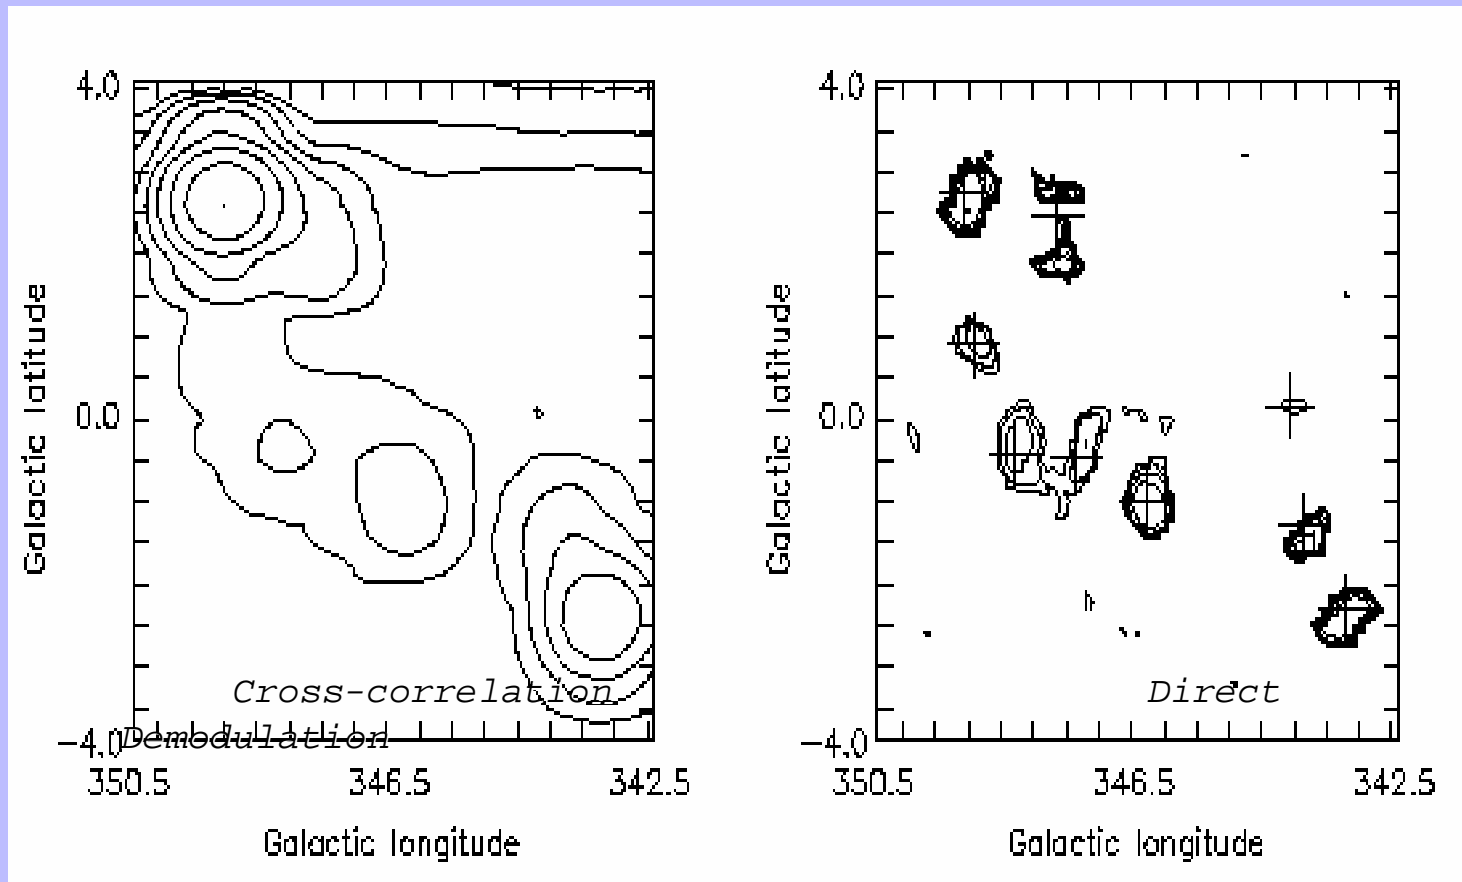 4.0
0.0
-4.0
Galactic latitude
350.5 346.5 342.5
Galactic longitude
Cross-correlation
Demodulation
4.0
0.0
-4.0
Galactic latitude
350.5 346.5 342.5
Galactic longitude
Direct